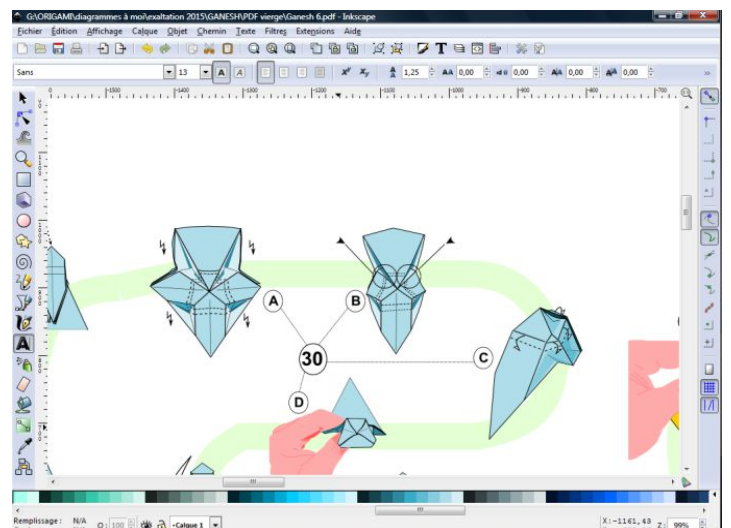 G:\ORIGAMI\diagrammes à moi\exaltation 2015\GANESH\PDF vierge\Ganesh 6.pdf - Inkscape
Fichier Édition Affichage Calque Objet Chemin Texte Filtres Extensions Aide
Sans 13 1,25 0,00 0,00 0,00 0,00
A B
30 C
D
Remplissage: N/A O: 100 -Calque 1 X:-1161,43 Z: 99%